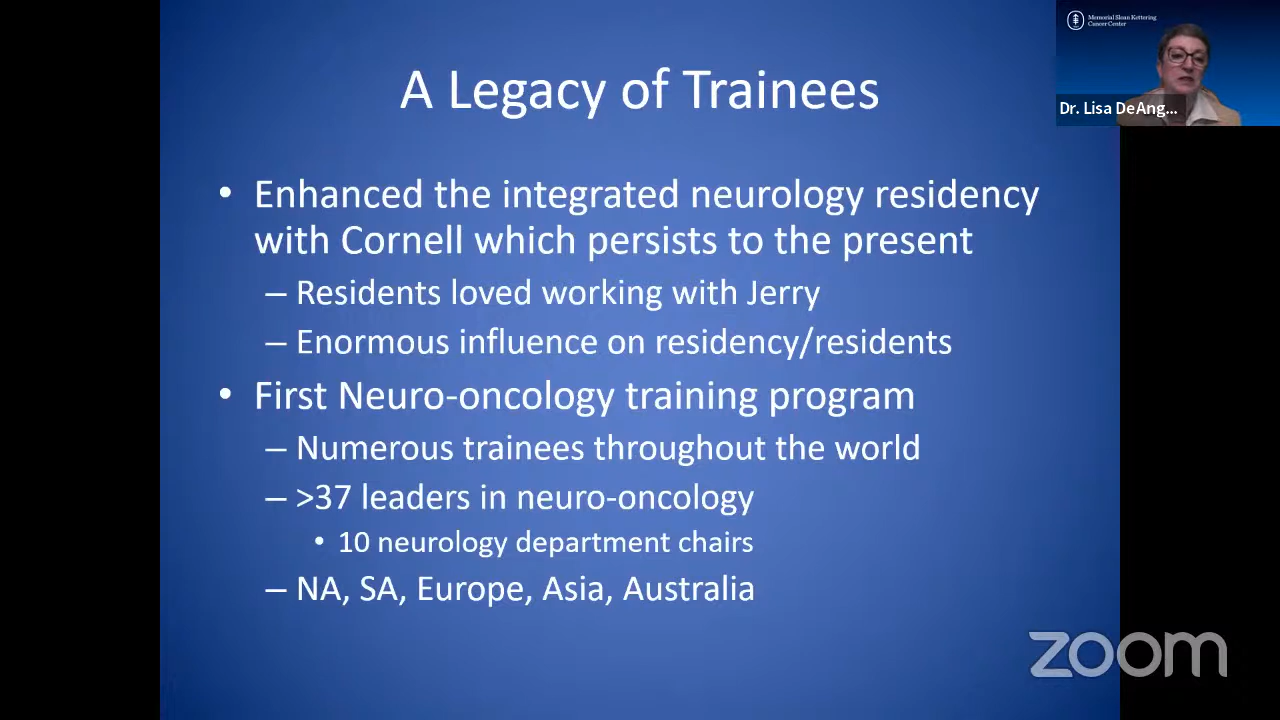 Memorial Sloan Kettering
Cancer Center
Dr. Lisa DeAng...
A Legacy of Trainees
• Enhanced the integrated neurology residency
with Cornell which persists to the present
– Residents loved working with Jerry
– Enormous influence on residency/residents
• First Neuro-oncology training program
– Numerous trainees throughout the world
– >37 leaders in neuro-oncology
• 10 neurology department chairs
– NA, SA, Europe, Asia, Australia
zoom